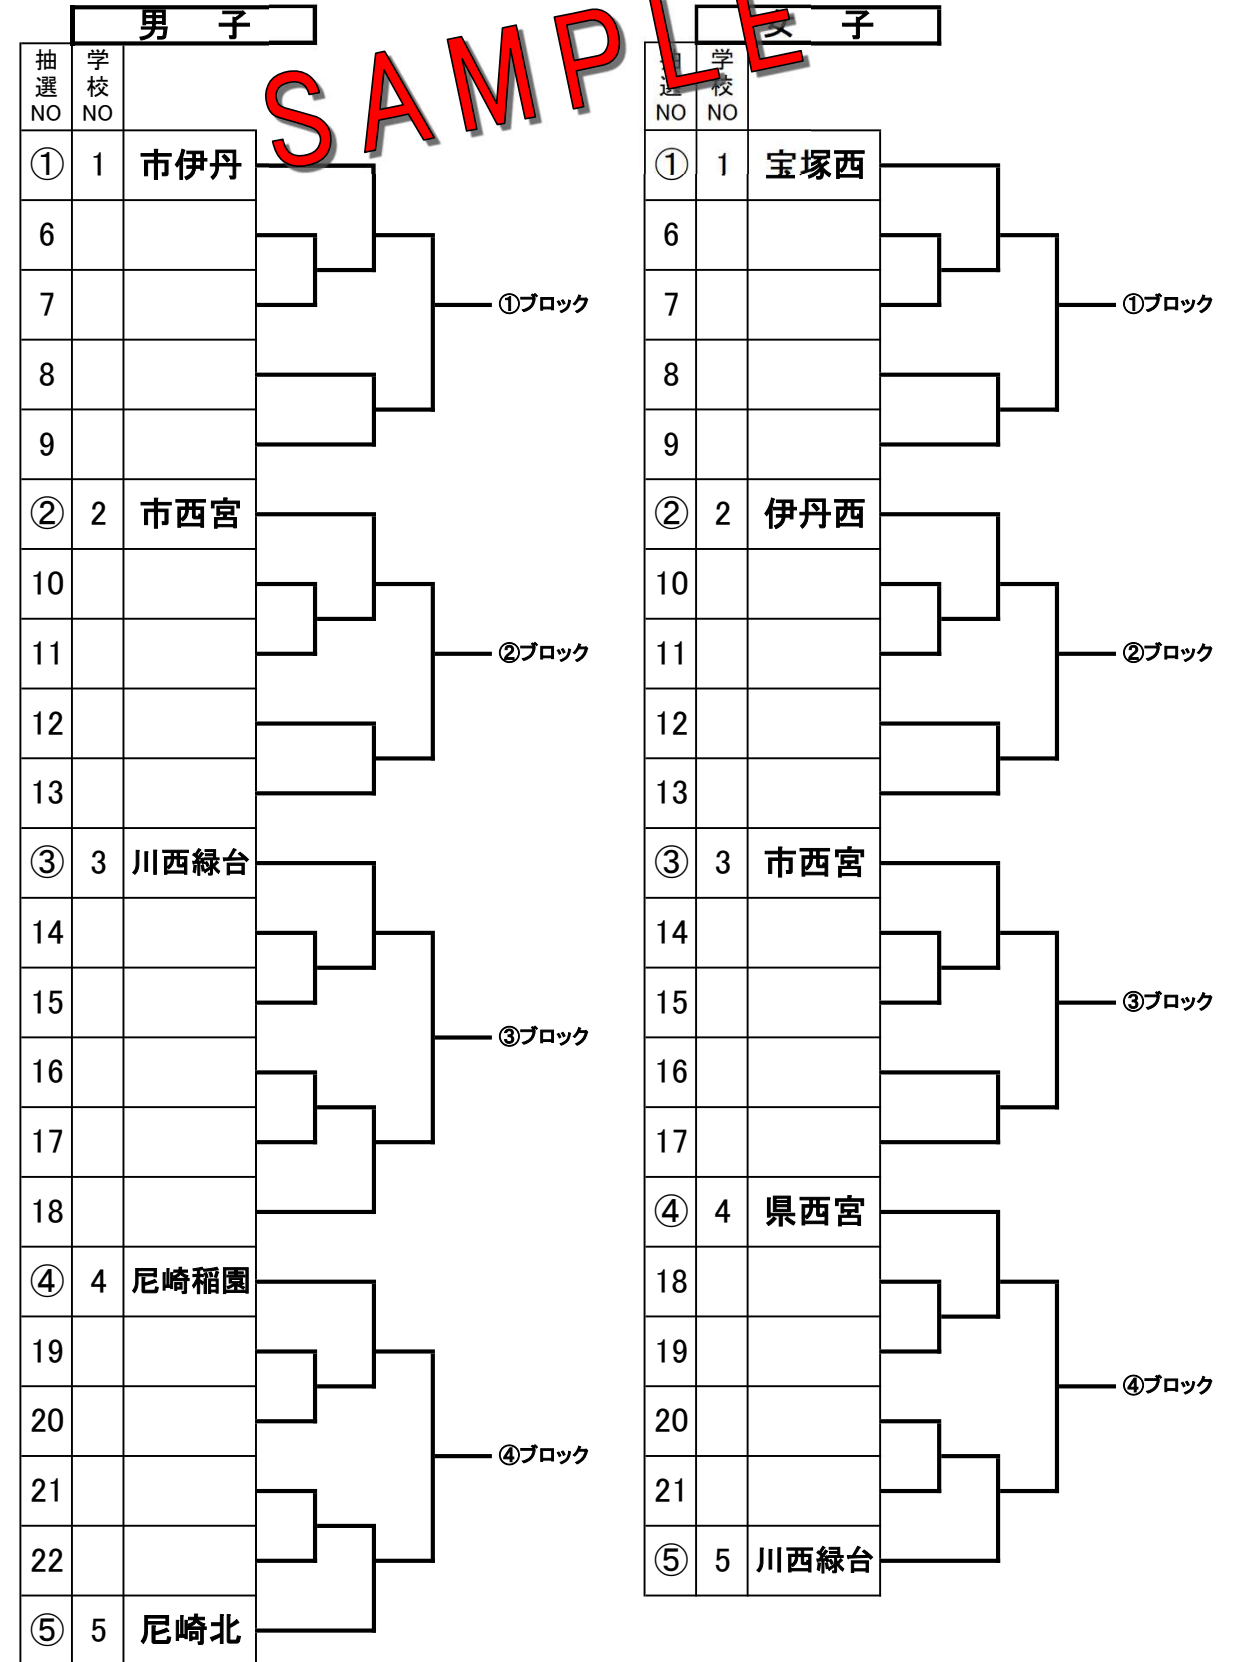 SAMPLE
男 子
抽選NO 学校NO
① 1 市伊丹
6
7
①ブロック
8
9
② 2 市西宮
10
11
②ブロック
12
13
③ 3 川西緑台
14
15
③ブロック
16
17
18
④ 4 尼崎稲園
19
20
④ブロック
21
22
⑤ 5 尼崎北
女 子
抽選NO 学校NO
① 1 宝塚西
6
7
①ブロック
8
9
② 2 伊丹西
10
11
②ブロック
12
13
③ 3 市西宮
14
15
③ブロック
16
17
④ 4 県西宮
18
19
④ブロック
20
21
⑤ 5 川西緑台